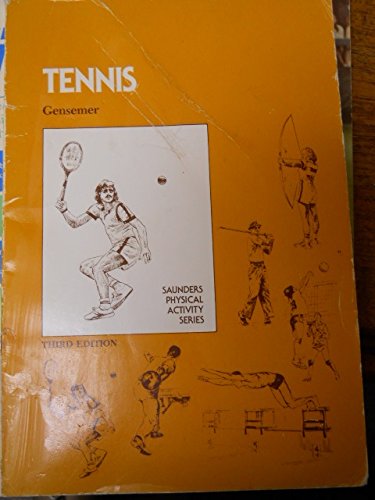 TENNIS
Gensemer
SAUNDERS
PHYSICAL
ACTIVITY
SERIES
THIRD EDITION